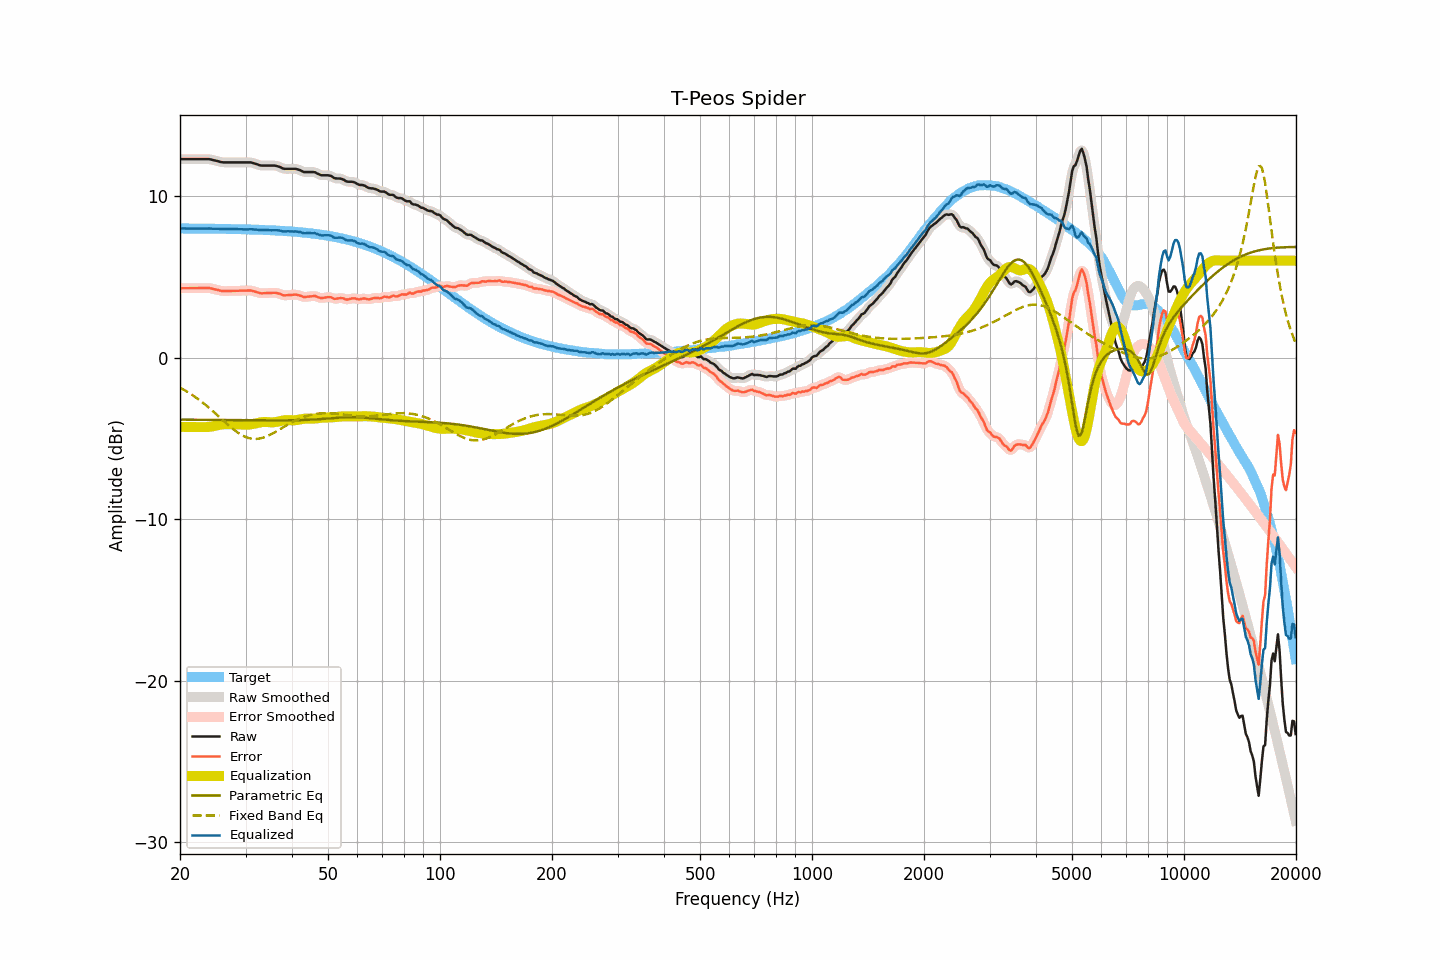 T-Peos Spider
10
0
−10
−20
−30
Amplitude (dBr)
Target
Raw Smoothed
Error Smoothed
Raw
Error
Equalization
Parametric Eq
Fixed Band Eq
Equalized
20 50 100 200 500 1000 2000 5000 10000 20000
Frequency (Hz)